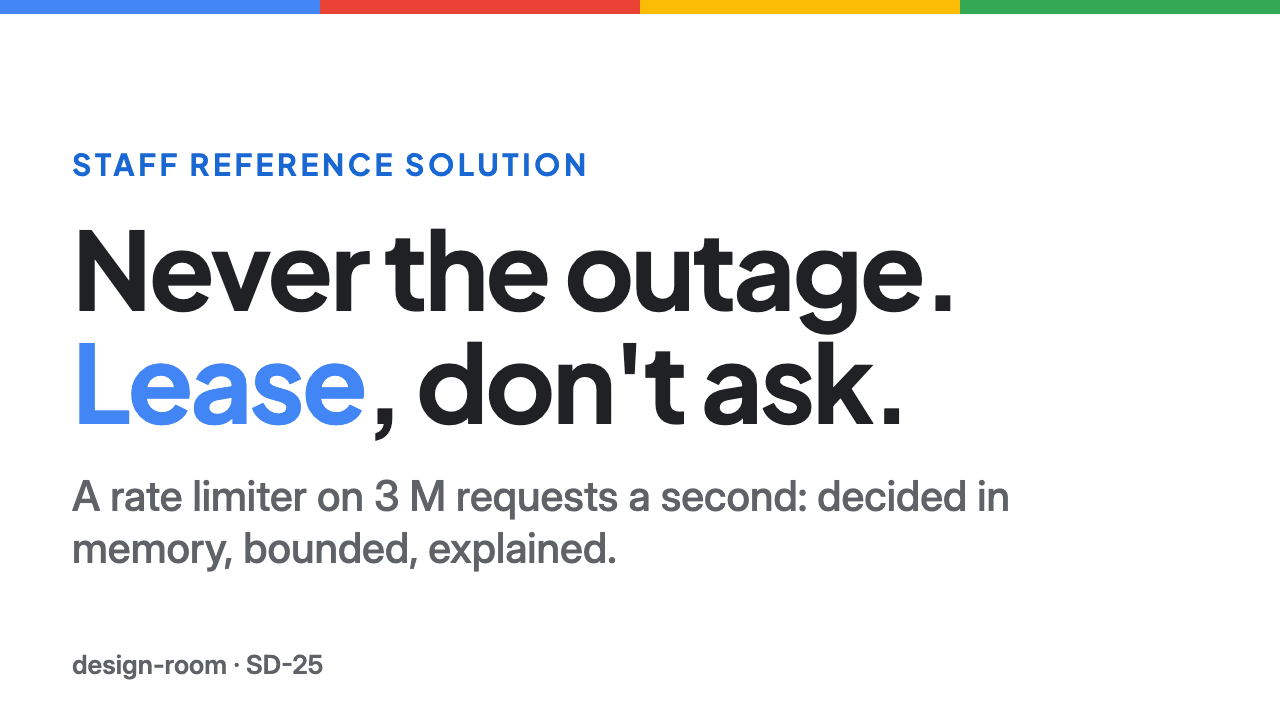 STAFF REFERENCE SOLUTION
Never the outage.
Lease, don't ask.
A rate limiter on 3 M requests a second: decided in
memory, bounded, explained.
design-room · SD-25